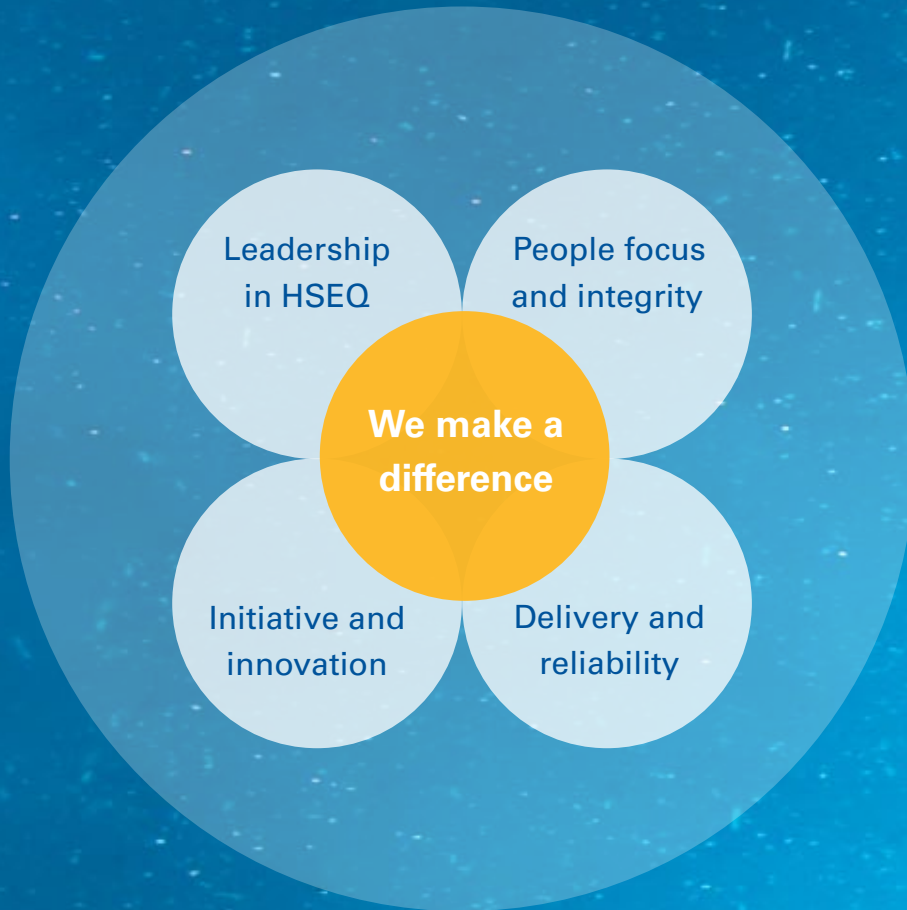 Leadership
in HSEQ
People focus
and integrity
We make a
difference
Initiative and
innovation
Delivery and
reliability